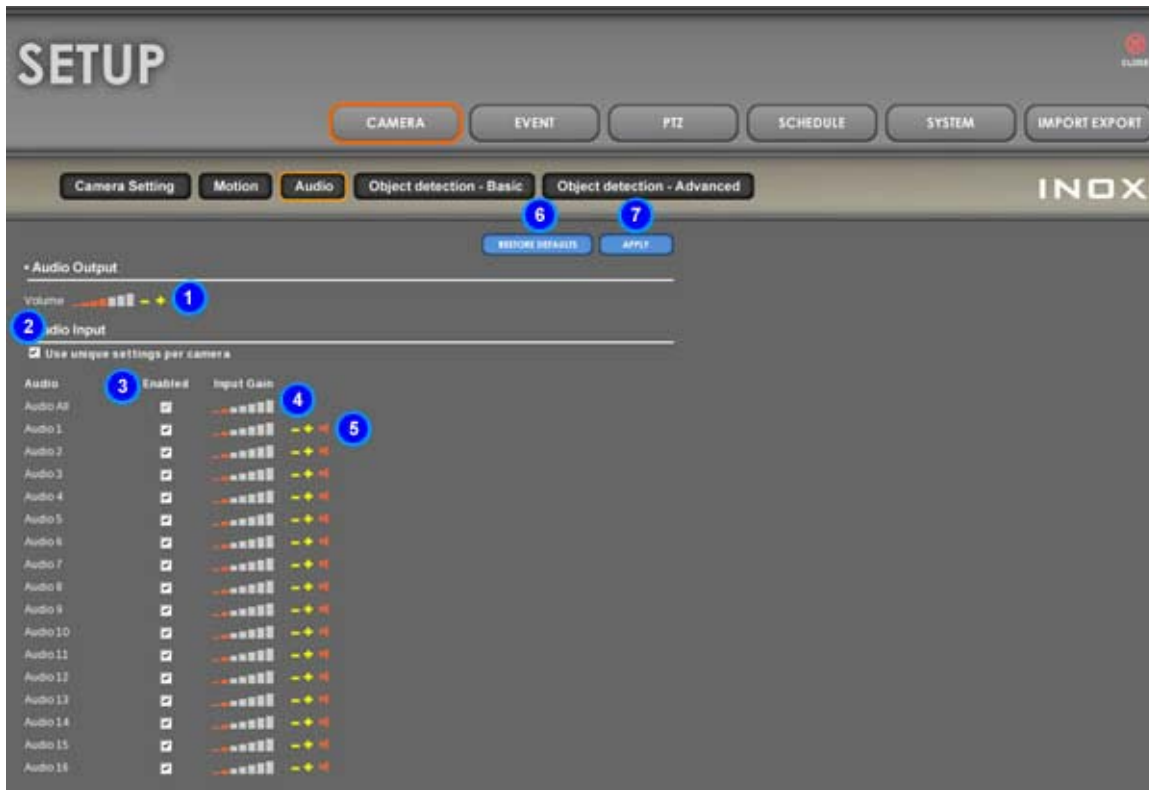 SETUP
CLOSE
CAMERA EVENT PTZ SCHEDULE SYSTEM IMPORT EXPORT
Camera Setting Motion Audio Object detection - Basic Object detection - Advanced INOX
6 7
RESTORE DEFAULTS APPLY
• Audio Output
Volume - + 1
2 udio Input
Use unique settings per camera
Audio 3 Enabled Input Gain
Audio All 4
Audio 1 - + 5
Audio 2 - +
Audio 3 - +
Audio 4 - +
Audio 5 - +
Audio 6 - +
Audio 7 - +
Audio 8 - +
Audio 9 - +
Audio 10 - +
Audio 11 - +
Audio 12 - +
Audio 13 - +
Audio 14 - +
Audio 15 - +
Audio 16 - +